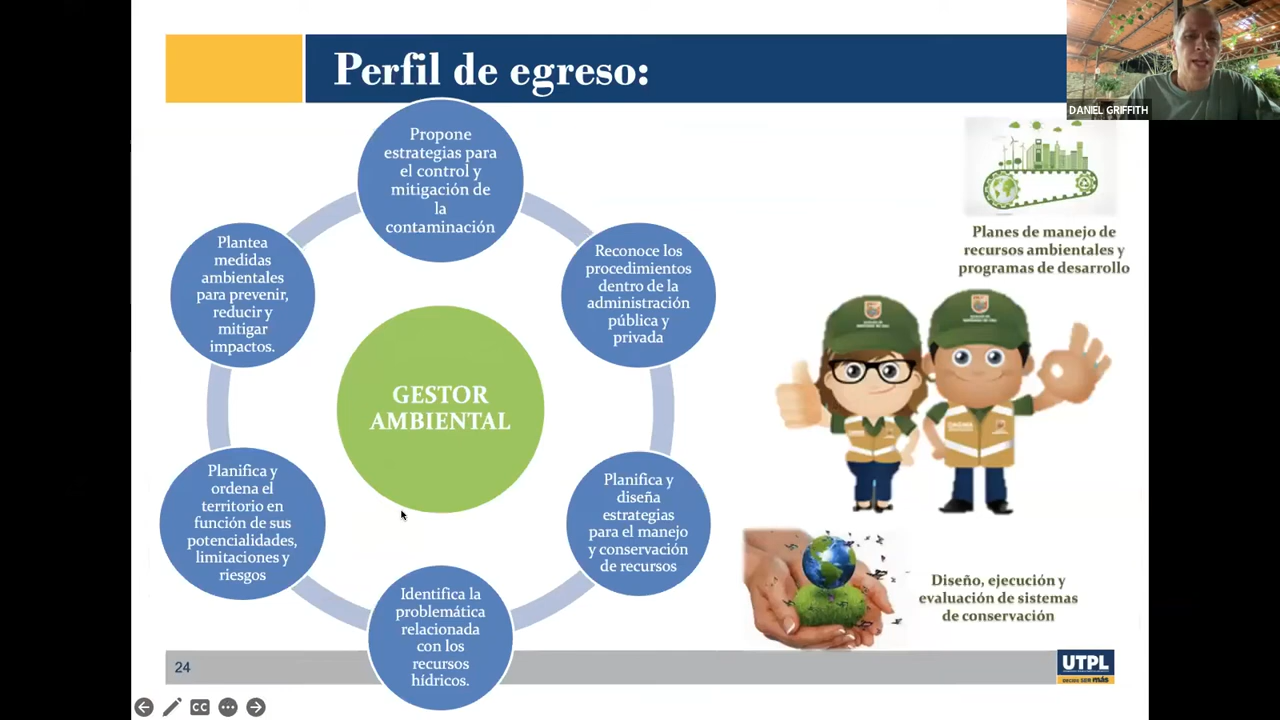 Perfil de egreso:
DANIEL GRIFFITH
Propone
estrategias para
el control y
mitigación de
la
contaminación
Reconoce los
procedimientos
dentro de la
administración
pública y
privada
Planifica y
diseña
estrategias
para el manejo
y conservación
de recursos
Identifica la
problemática
relacionada
con los
recursos
hídricos.
Planifica y
ordena el
territorio en
función de sus
potencialidades,
limitaciones y
riesgos
Plantea
medidas
ambientales
para prevenir,
reducir y
mitigar
impactos.
GESTOR
AMBIENTAL
Planes de manejo de
recursos ambientales y
programas de desarrollo
Diseño, ejecución y
evaluación de sistemas
de conservación
24
UTPL
DECIDE SER más
CC